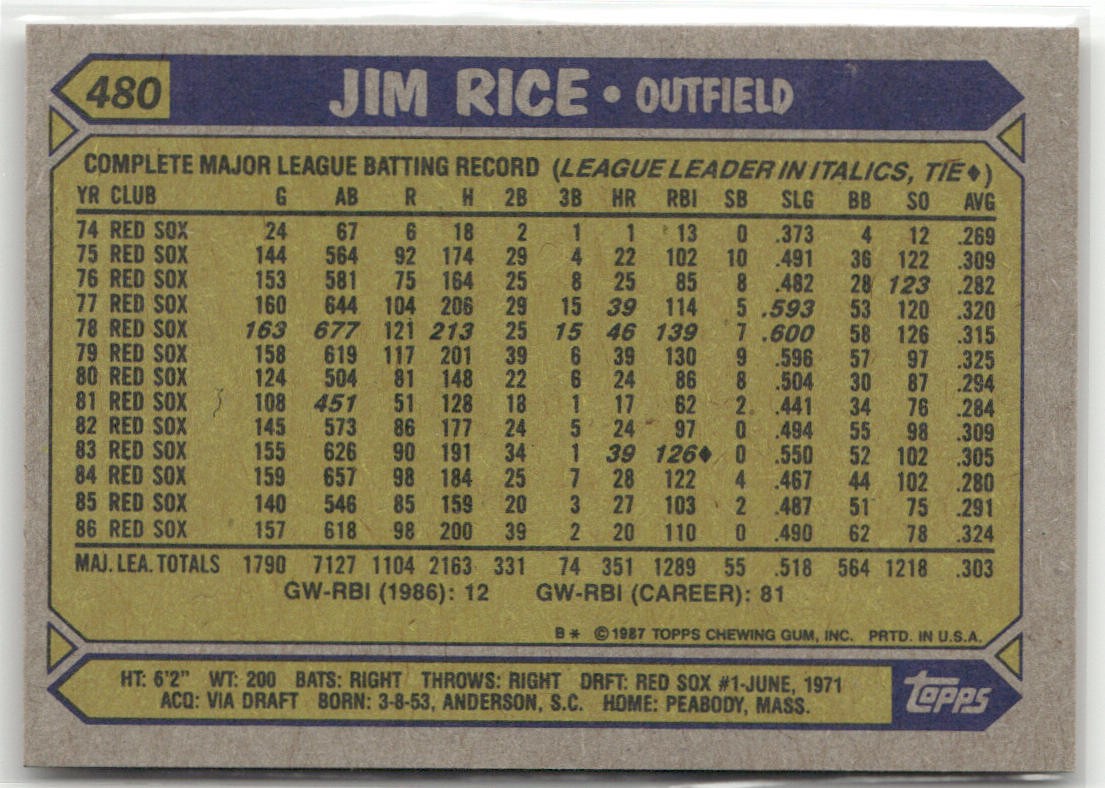 480 JIM RICE • OUTFIELD
COMPLETE MAJOR LEAGUE BATTING RECORD (LEAGUE LEADER IN ITALICS, TIE♦)
YR CLUB G AB R H 2B 3B HR RBI SB SLG BB SO AVG
74 RED SOX 24 67 6 18 2 1 1 13 0 .373 4 12 .269
75 RED SOX 144 564 92 174 29 4 22 102 10 .491 36 122 .309
76 RED SOX 153 581 75 164 25 8 25 85 8 .482 28 123 .282
77 RED SOX 160 644 104 206 29 15 39 114 5 .593 53 120 .320
78 RED SOX 163 677 121 213 25 15 46 139 7 .600 58 126 .315
79 RED SOX 158 619 117 201 39 6 39 130 9 .596 57 97 .325
80 RED SOX 124 504 81 148 22 6 24 86 8 .504 30 87 .294
81 RED SOX 108 451 51 128 18 1 17 62 2 .441 34 76 .284
82 RED SOX 145 573 86 177 24 5 24 97 0 .494 55 98 .309
83 RED SOX 155 626 90 191 34 1 39 126♦ 0 .550 52 102 .305
84 RED SOX 159 657 98 184 25 7 28 122 4 .467 44 102 .280
85 RED SOX 140 546 85 159 20 3 27 103 2 .487 51 75 .291
86 RED SOX 157 618 98 200 39 2 20 110 0 .490 62 78 .324
MAJ. LEA. TOTALS 1790 7127 1104 2163 331 74 351 1289 55 .518 564 1218 .303
GW-RBI (1986): 12 GW-RBI (CAREER): 81
B* ©1987 TOPPS CHEWING GUM, INC. PRTD. IN U.S.A.
HT: 6'2" WT: 200 BATS: RIGHT THROWS: RIGHT DRFT: RED SOX #1-JUNE, 1971
ACQ: VIA DRAFT BORN: 3-8-53, ANDERSON, S.C. HOME: PEABODY, MASS.
topps